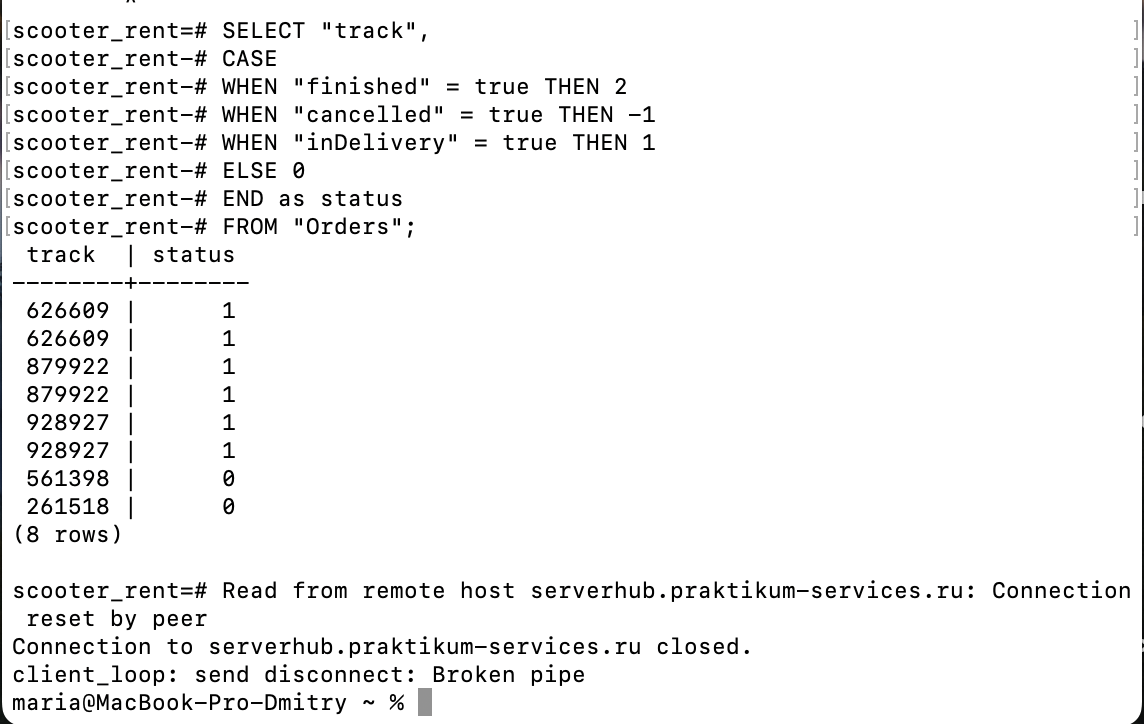 [scooter_rent=# SELECT "track", ]
[scooter_rent-# CASE ]
[scooter_rent-# WHEN "finished" = true THEN 2 ]
[scooter_rent-# WHEN "cancelled" = true THEN -1 ]
[scooter_rent-# WHEN "inDelivery" = true THEN 1 ]
[scooter_rent-# ELSE 0 ]
[scooter_rent-# END as status ]
[scooter_rent-# FROM "Orders"; ]
 track  | status
--------+--------
 626609 |      1
 626609 |      1
 879922 |      1
 879922 |      1
 928927 |      1
 928927 |      1
 561398 |      0
 261518 |      0
(8 rows)
scooter_rent=# Read from remote host serverhub.praktikum-services.ru: Connection
 reset by peer
Connection to serverhub.praktikum-services.ru closed.
client_loop: send disconnect: Broken pipe
maria@MacBook-Pro-Dmitry ~ %